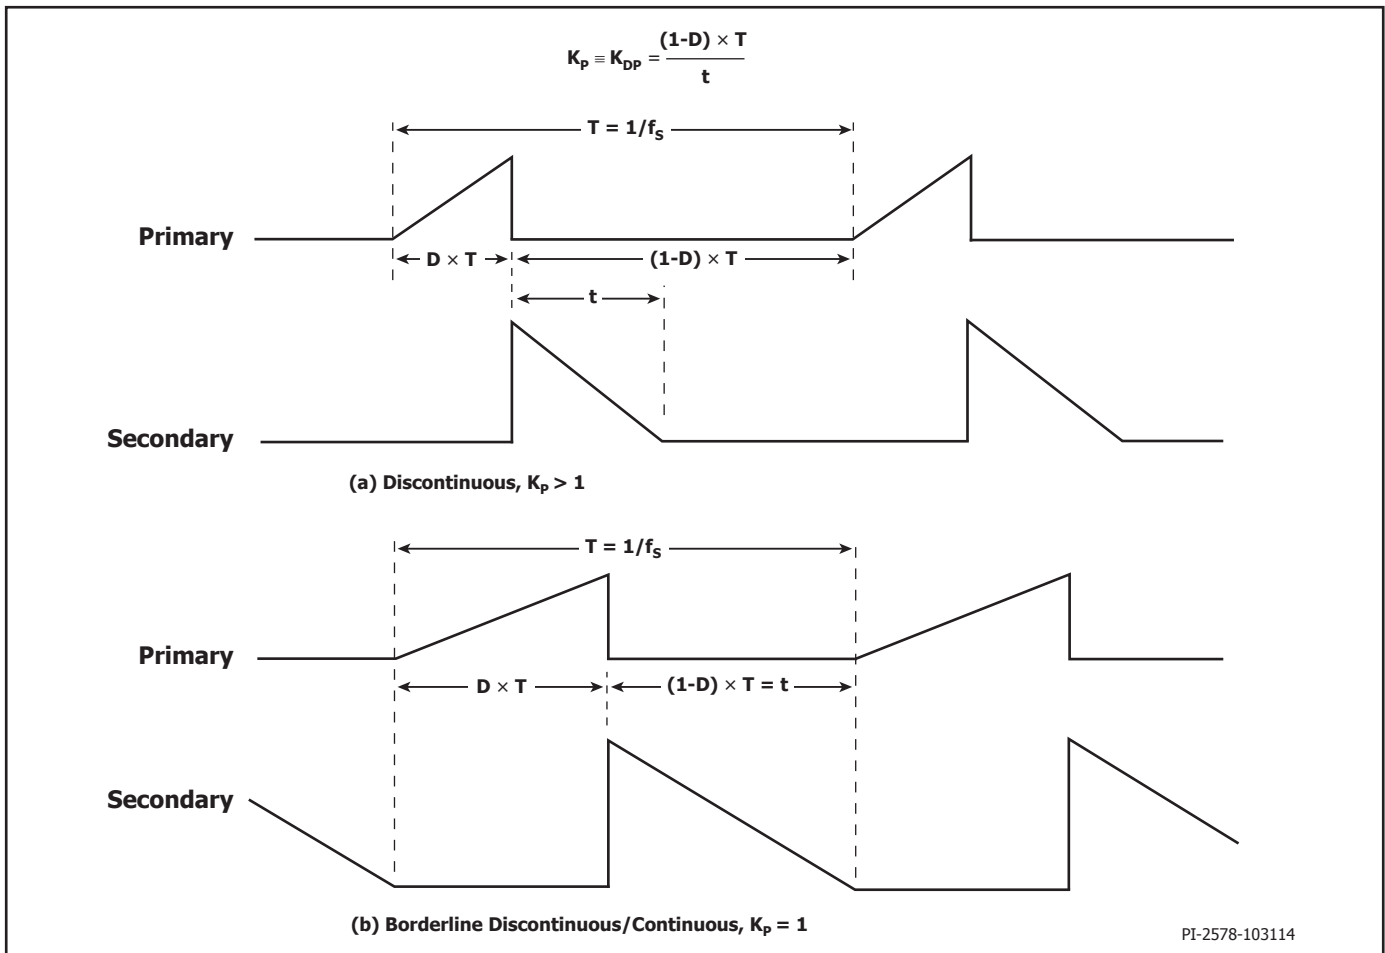 K_P ≡ K_DP = (1-D) × T / t
T = 1/f_S
Primary
D × T
(1-D) × T
t
Secondary
(a) Discontinuous, K_P > 1
T = 1/f_S
Primary
D × T
(1-D) × T = t
Secondary
(b) Borderline Discontinuous/Continuous, K_P = 1
PI-2578-103114